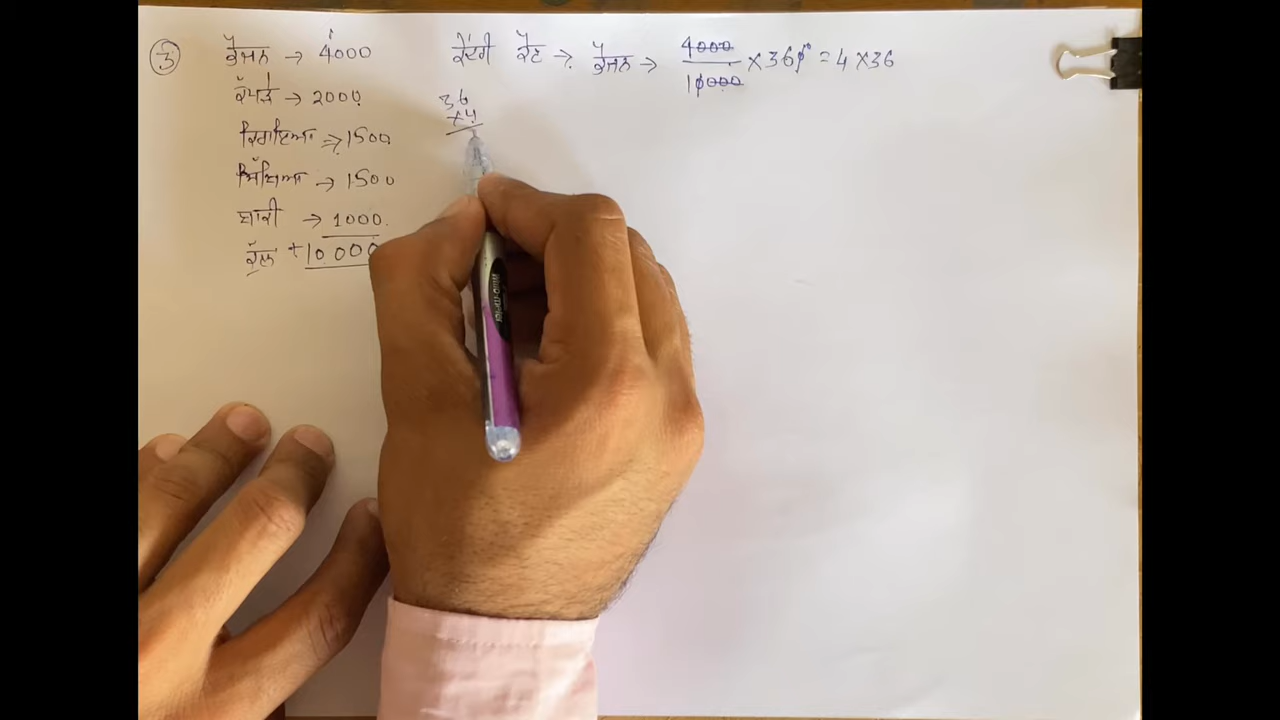 ③ ਭੋਜਨ → 4000
ਕੱਪੜੇ → 2000
ਕਿਰਾਇਆ → 1500
ਸਿੱਖਿਆ → 1500
ਬਾਕੀ → 1000
ਕੁੱਲ + 10000
ਕੇਂਦਰੀ ਕੋਣ → ਭੋਜਨ → 4000/10000 × 360° = 4 × 36
36
×4